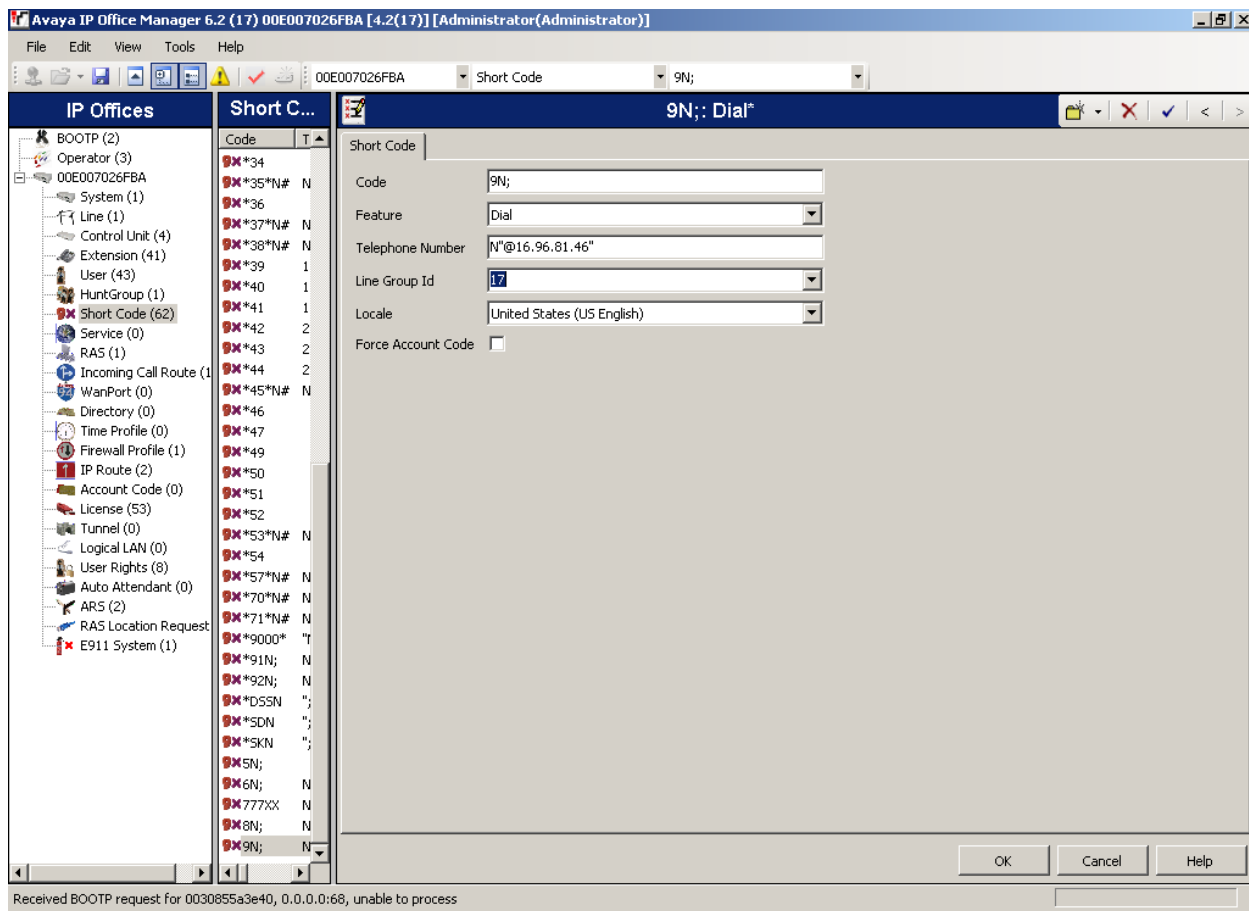 Avaya IP Office Manager 6.2 (17) 00E007026FBA [4.2(17)] [Administrator(Administrator)]
File Edit View Tools Help
00E007026FBA Short Code 9N;
IP Offices
BOOTP (2)
Operator (3)
00E007026FBA
System (1)
Line (1)
Control Unit (4)
Extension (41)
User (43)
HuntGroup (1)
Short Code (62)
Service (0)
RAS (1)
Incoming Call Route (1
WanPort (0)
Directory (0)
Time Profile (0)
Firewall Profile (1)
IP Route (2)
Account Code (0)
License (53)
Tunnel (0)
Logical LAN (0)
User Rights (8)
Auto Attendant (0)
ARS (2)
RAS Location Request
E911 System (1)
Short C...
Code T
*34
*35*N# N
*36
*37*N# N
*38*N# N
*39 1
*40 1
*41 1
*42 2
*43 2
*44 2
*45*N# N
*46
*47
*49
*50
*51
*52
*53*N# N
*54
*57*N# N
*70*N# N
*71*N# N
*9000* "
*91N; N
*92N; N
*DSSN ";
*SDN ";
*SKN ";
5N;
6N; N
777XX N
8N; N
9N; N
9N;: Dial*
Short Code
Code 9N;
Feature Dial
Telephone Number N"@16.96.81.46"
Line Group Id 17
Locale United States (US English)
Force Account Code
OK Cancel Help
Received BOOTP request for 0030855a3e40, 0.0.0.0:68, unable to process